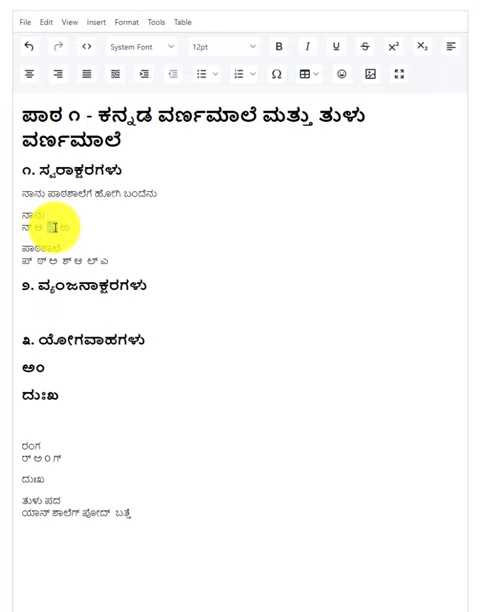 File Edit View Insert Format Tools Table
System Font 12pt
ಪಾಠ ೧ - ಕನ್ನಡ ವರ್ಣಮಾಲೆ ಮತ್ತು ತುಳು
ವರ್ಣಮಾಲೆ
೧. ಸ್ವರಾಕ್ಷರಗಳು
ನಾನು ಪಾಠಶಾಲೆಗೆ ಹೋಗಿ ಬಂದೆನು
ನಾನು
ನ್ ಆ ನ್ ಉ
ಪಾಠಶಾಲೆ
ಪ್ ಠ್ ಅ ಶ್ ಆ ಲ್ ಎ
೨. ವ್ಯಂಜನಾಕ್ಷರಗಳು
೩. ಯೋಗವಾಹಗಳು
ಅಂ
ದುಃಖ
ರಂಗ
ರ್ ಅ 0 ಗ್
ದುಃಖ
ತುಳು ಪದ
ಯಾನ್ ಶಾಲೆಗ್ ಪೋದ್ ಬತ್ತೆ